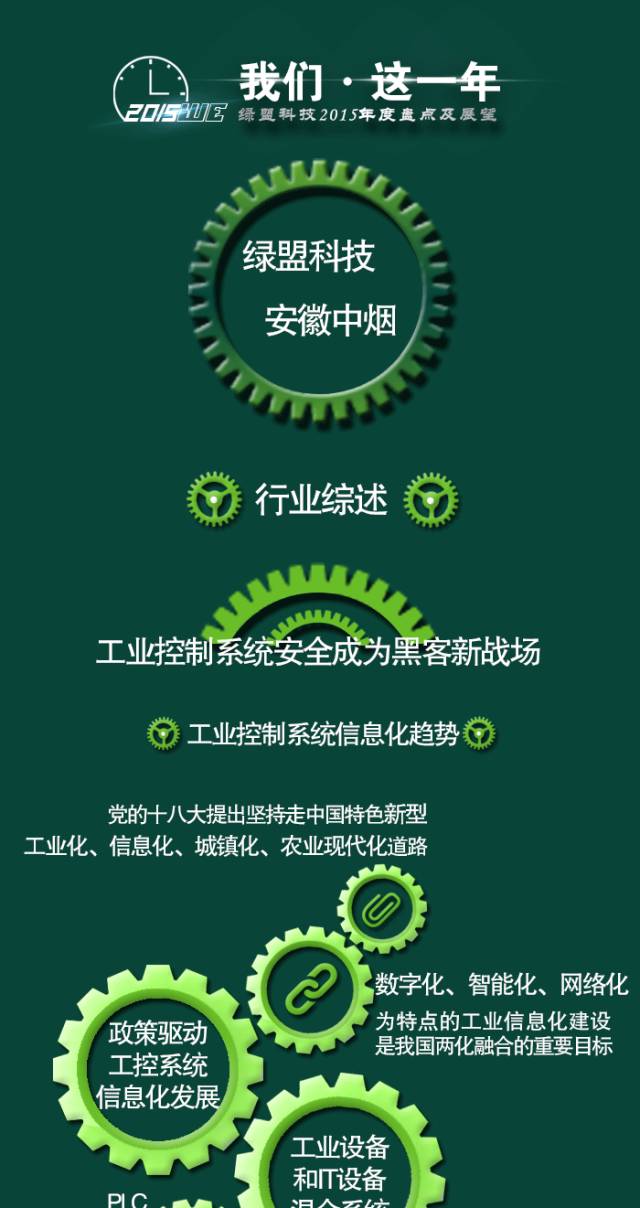 我们·这一年
2015WE
绿盟科技2015年度盘点及展望
绿盟科技
安徽中烟
行业综述
工业控制系统安全成为黑客新战场
工业控制系统信息化趋势
党的十八大提出坚持走中国特色新型
工业化、信息化、城镇化、农业现代化道路
数字化、智能化、网络化
为特点的工业信息化建设
是我国两化融合的重要目标
政策驱动
工控系统
信息化发展
工业设备
和IT设备
混合系统
PLC、